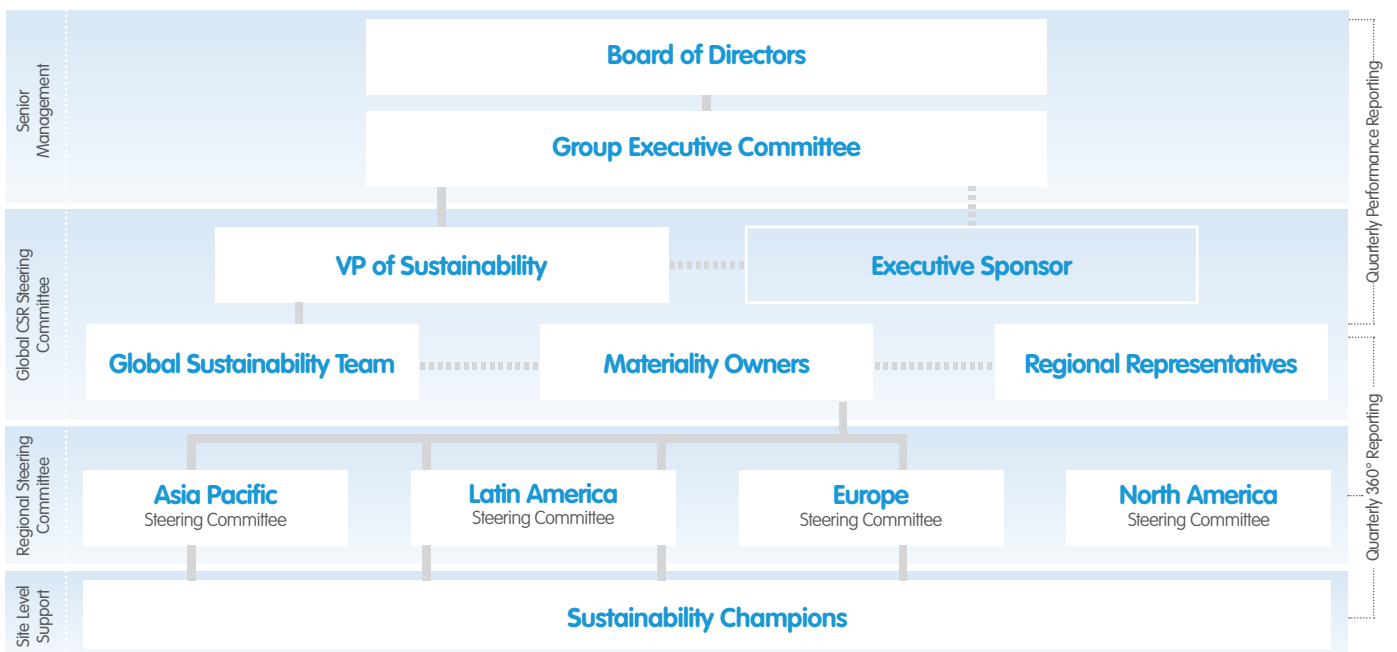 Senior
Management
Board of Directors
Group Executive Committee
Quarterly Performance Reporting
Global CSR Steering
Committee
VP of Sustainability
Executive Sponsor
Global Sustainability Team
Materiality Owners
Regional Representatives
Regional Steering
Committee
Asia Pacific
Steering Committee
Latin America
Steering Committee
Europe
Steering Committee
North America
Steering Committee
Quarterly 360° Reporting
Site Level
Support
Sustainability Champions